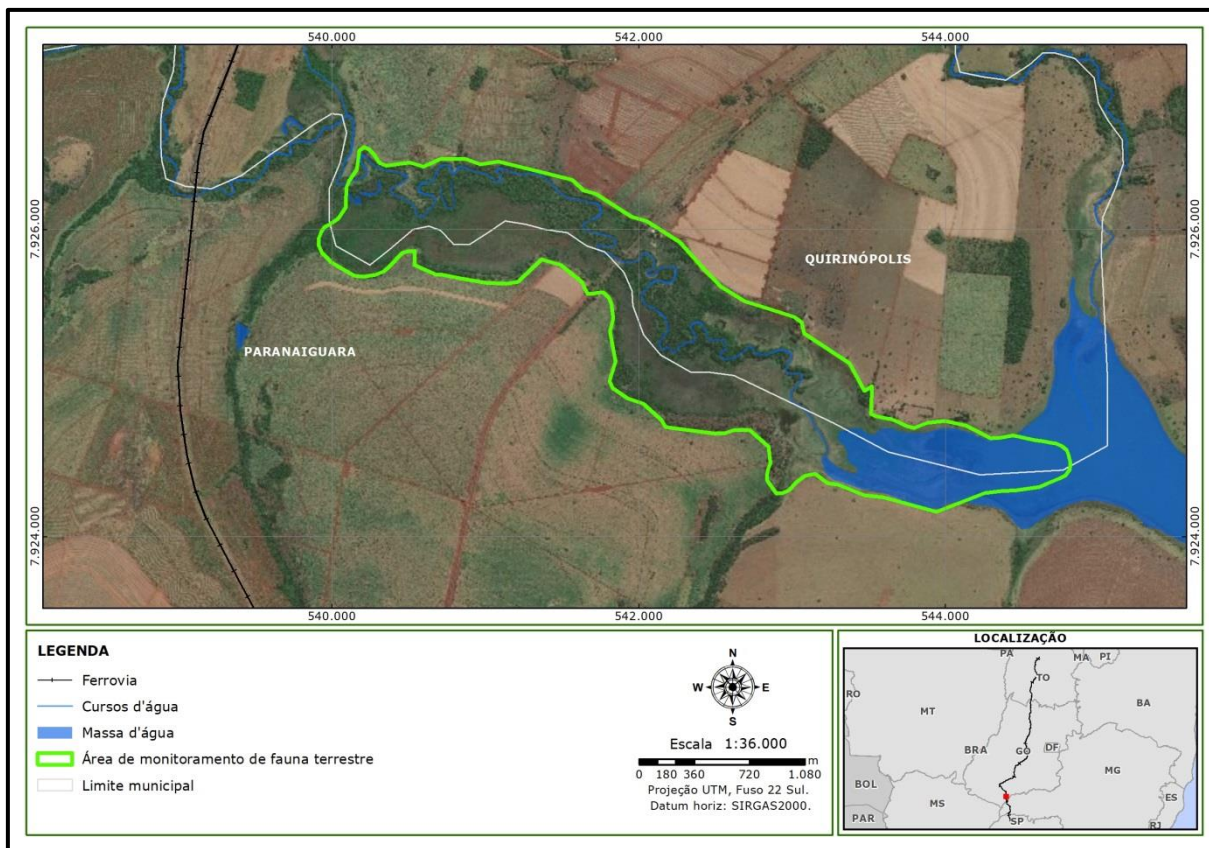 540.000 542.000 544.000
7.926.000 7.926.000
QUIRINÓPOLIS
PARANAIGUARA
7.924.000 7.924.000
540.000 542.000 544.000
LEGENDA
Ferrovia
Cursos d'água
Massa d'água
Área de monitoramento de fauna terrestre
Limite municipal
N
W E
S
Escala 1:36.000
m
0 180 360 720 1.080
Projeção UTM, Fuso 22 Sul.
Datum horiz: SIRGAS2000.
LOCALIZAÇÃO
PA MA PI
TO
RO
MT BA
BRA GO DF
MG
BOL
MS ES
PAR SP RJ